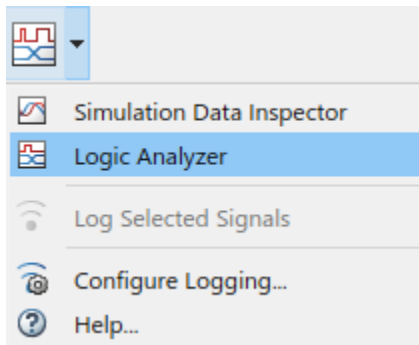 Simulation Data Inspector
Logic Analyzer
Log Selected Signals
Configure Logging...
Help...